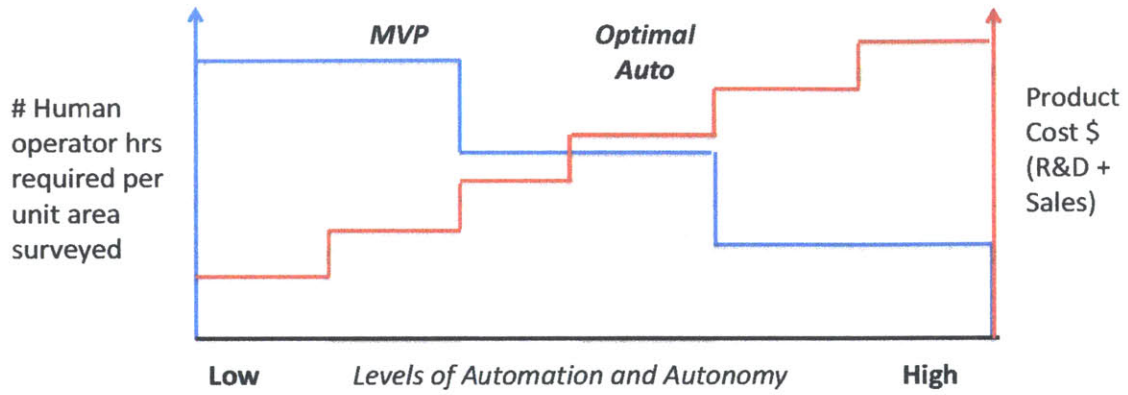 MVP
Optimal
Auto
# Human
operator hrs
required per
unit area
surveyed
Product
Cost $
(R&D +
Sales)
Low
Levels of Automation and Autonomy
High